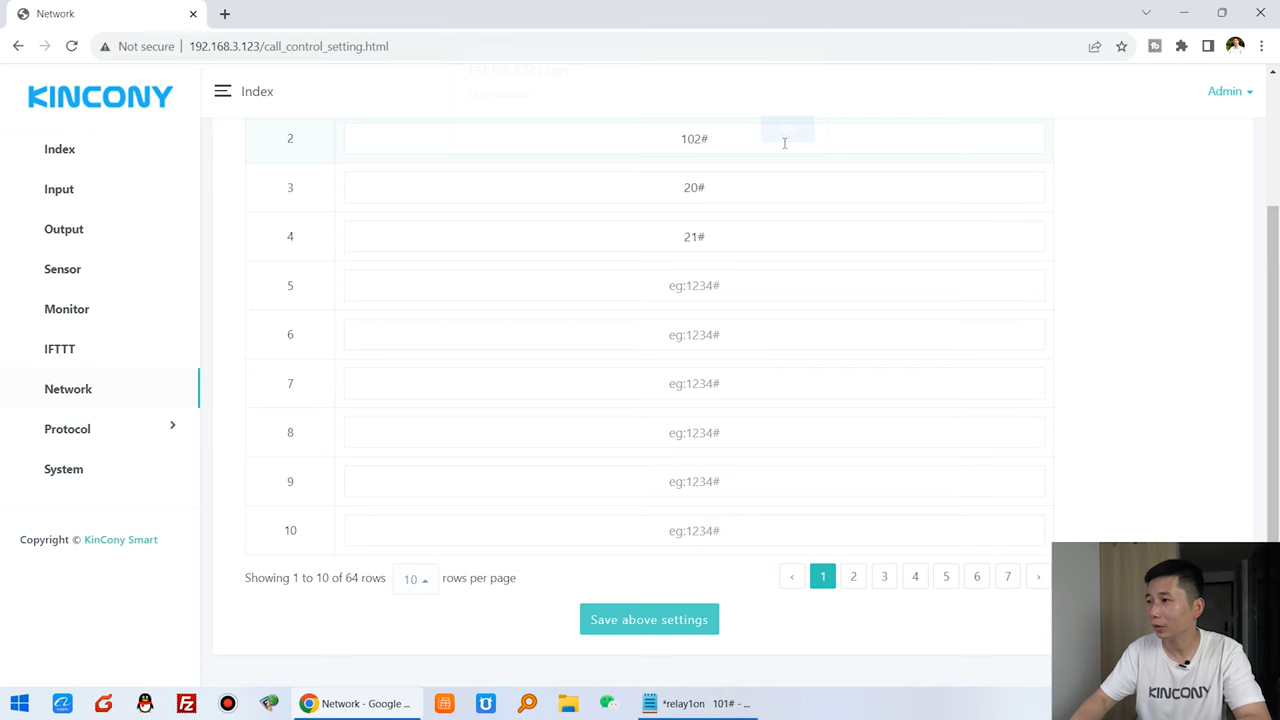 Network
Not secure
192.168.3.123/call_control_setting.html
KINCONY
Index
Admin
Index
Input
Output
Sensor
Monitor
IFTTT
Network
Protocol
System
Copyright © KinCony Smart
2
102#
3
20#
4
21#
5
eg:1234#
6
eg:1234#
7
eg:1234#
8
eg:1234#
9
eg:1234#
10
eg:1234#
Showing 1 to 10 of 64 rows
10
rows per page
‹ 1 2 3 4 5 6 7 ›
Save above settings
KINCONY
Network - Google ...
*relay1on 101# - ...